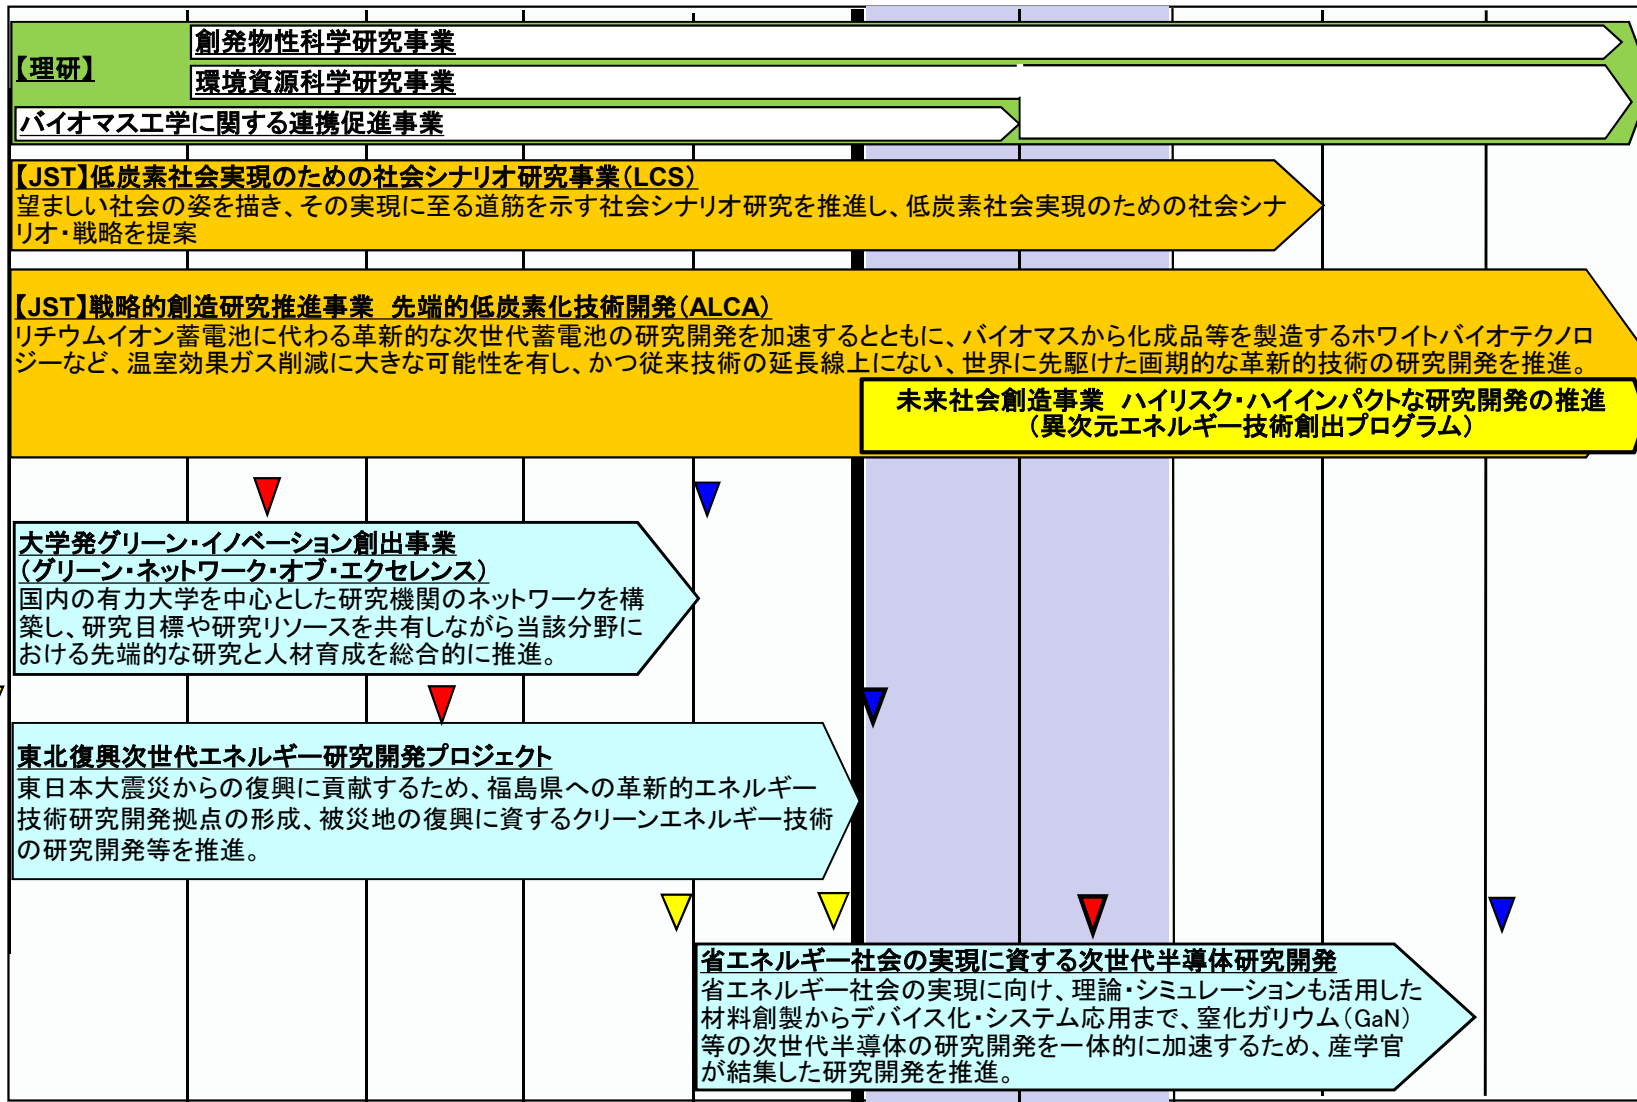 創発物性科学研究事業
【理研】
環境資源科学研究事業
バイオマス工学に関する連携促進事業
【JST】低炭素社会実現のための社会シナリオ研究事業(LCS)
望ましい社会の姿を描き、その実現に至る道筋を示す社会シナリオ研究を推進し、低炭素社会実現のための社会シナ
リオ・戦略を提案
【JST】戦略的創造研究推進事業　先端的低炭素化技術開発(ALCA)
リチウムイオン蓄電池に代わる革新的な次世代蓄電池の研究開発を加速するとともに、バイオマスから化成品等を製造するホワイトバイオテクノロ
ジーなど、温室効果ガス削減に大きな可能性を有し、かつ従来技術の延長線上にない、世界に先駆けた画期的な革新的技術の研究開発を推進。
未来社会創造事業　ハイリスク・ハイインパクトな研究開発の推進
（異次元エネルギー技術創出プログラム）
大学発グリーン・イノベーション創出事業
（グリーン・ネットワーク・オブ・エクセレンス）
国内の有力大学を中心とした研究機関のネットワークを構
築し、研究目標や研究リソースを共有しながら当該分野に
おける先端的な研究と人材育成を総合的に推進。
東北復興次世代エネルギー研究開発プロジェクト
東日本大震災からの復興に貢献するため、福島県への革新的エネルギー
技術研究開発拠点の形成、被災地の復興に資するクリーンエネルギー技術
の研究開発等を推進。
省エネルギー社会の実現に資する次世代半導体研究開発
省エネルギー社会の実現に向け、理論・シミュレーションも活用した
材料創製からデバイス化・システム応用まで、窒化ガリウム（GaN）
等の次世代半導体の研究開発を一体的に加速するため、産学官
が結集した研究開発を推進。